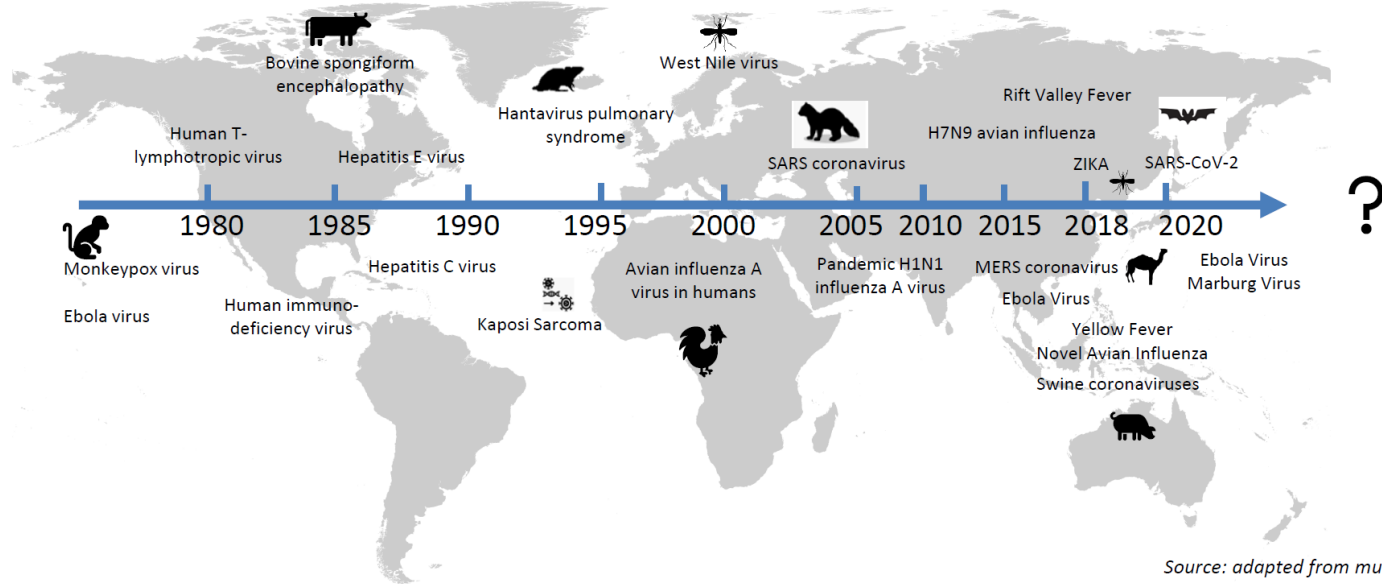 Bovine spongiform
encephalopathy
West Nile virus
Hantavirus pulmonary
syndrome
Rift Valley Fever
Human T-
lymphotropic virus
Hepatitis E virus
SARS coronavirus
H7N9 avian influenza
ZIKA
SARS-CoV-2
1980
1985
1990
1995
2000
2005
2010
2015
2018
2020
?
Monkeypox virus
Ebola virus
Human immuno-
deficiency virus
Hepatitis C virus
Kaposi Sarcoma
Avian influenza A
virus in humans
Pandemic H1N1
influenza A virus
MERS coronavirus
Ebola Virus
Ebola Virus
Marburg Virus
Yellow Fever
Novel Avian Influenza
Swine coronaviruses
Source: adapted from mu